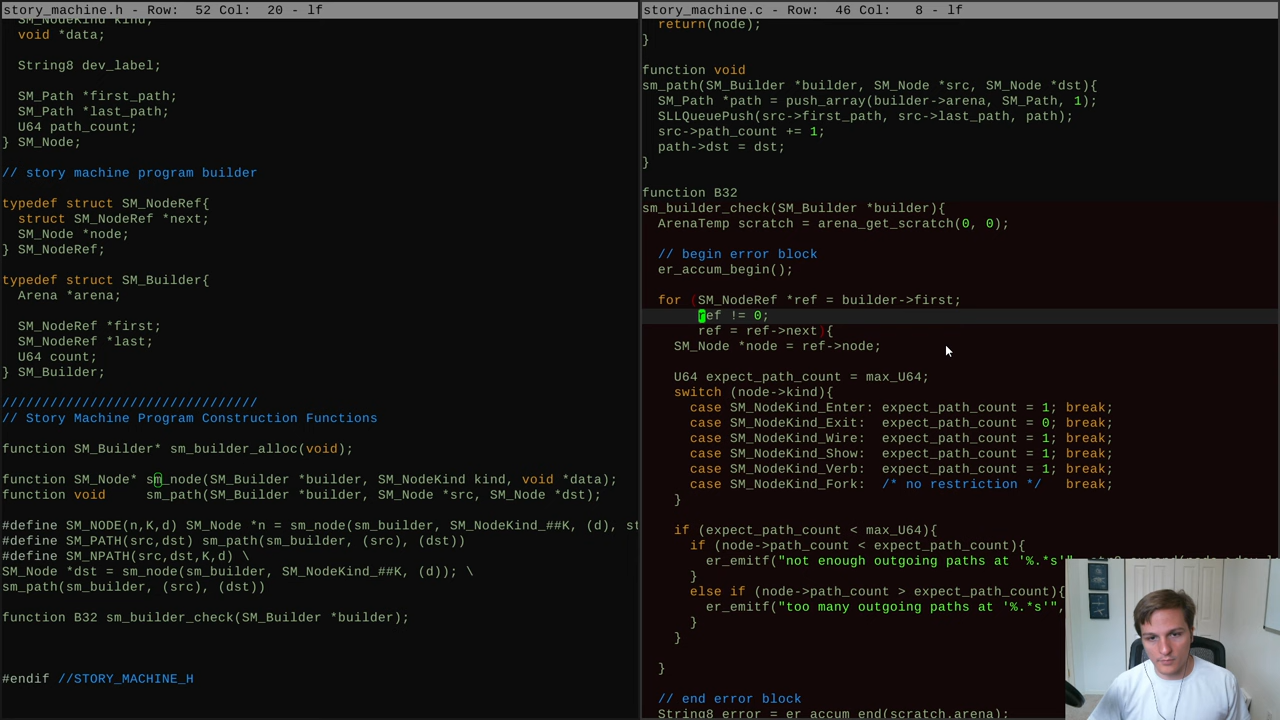 story_machine.h - Row:  52 Col:  20 - lf
SM_NodeKind kind;
void *data;
String8 dev_label;
SM_Path *first_path;
SM_Path *last_path;
U64 path_count;
} SM_Node;
// story machine program builder
typedef struct SM_NodeRef{
struct SM_NodeRef *next;
SM_Node *node;
} SM_NodeRef;
typedef struct SM_Builder{
Arena *arena;
SM_NodeRef *first;
SM_NodeRef *last;
U64 count;
} SM_Builder;
////////////////////////////////
// Story Machine Program Construction Functions
function SM_Builder* sm_builder_alloc(void);
function SM_Node* sm_node(SM_Builder *builder, SM_NodeKind kind, void *data);
function void     sm_path(SM_Builder *builder, SM_Node *src, SM_Node *dst);
#define SM_NODE(n,K,d) SM_Node *n = sm_node(sm_builder, SM_NodeKind_##K, (d), st
#define SM_PATH(src,dst) sm_path(sm_builder, (src), (dst))
#define SM_NPATH(src,dst,K,d) \
SM_Node *dst = sm_node(sm_builder, SM_NodeKind_##K, (d)); \
sm_path(sm_builder, (src), (dst))
function B32 sm_builder_check(SM_Builder *builder);
#endif //STORY_MACHINE_H
story_machine.c - Row:  46 Col:   8 - lf
return(node);
}
function void
sm_path(SM_Builder *builder, SM_Node *src, SM_Node *dst){
SM_Path *path = push_array(builder->arena, SM_Path, 1);
SLLQueuePush(src->first_path, src->last_path, path);
src->path_count += 1;
path->dst = dst;
}
function B32
sm_builder_check(SM_Builder *builder){
ArenaTemp scratch = arena_get_scratch(0, 0);
// begin error block
er_accum_begin();
for (SM_NodeRef *ref = builder->first;
ref != 0;
ref = ref->next){
SM_Node *node = ref->node;
U64 expect_path_count = max_U64;
switch (node->kind){
case SM_NodeKind_Enter: expect_path_count = 1; break;
case SM_NodeKind_Exit:  expect_path_count = 0; break;
case SM_NodeKind_Wire:  expect_path_count = 1; break;
case SM_NodeKind_Show:  expect_path_count = 1; break;
case SM_NodeKind_Verb:  expect_path_count = 1; break;
case SM_NodeKind_Fork:  /* no restriction */   break;
}
if (expect_path_count < max_U64){
if (node->path_count < expect_path_count){
er_emitf("not enough outgoing paths at '%.*s'"
}
else if (node->path_count > expect_path_count){
er_emitf("too many outgoing paths at '%.*s'",
}
}
}
// end error block
String8 error = er_accum_end(scratch.arena);